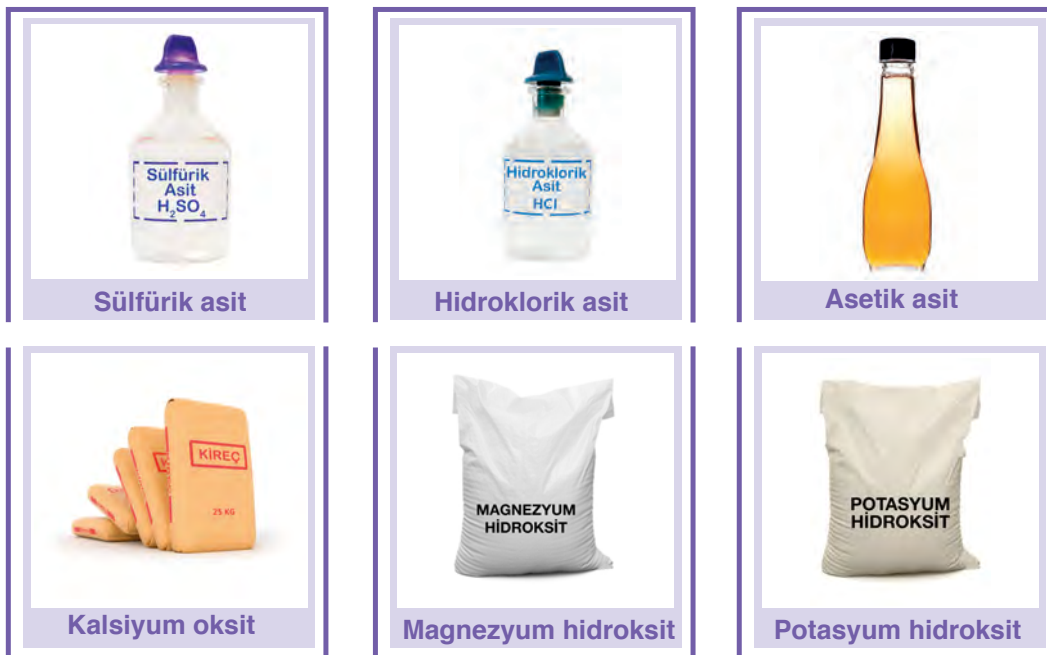 Sülfürik
Asit
H₂SO₄
Sülfürik asit
Hidroklorik
Asit
HCl
Hidroklorik asit
Asetik asit
KİREÇ
25 KG
Kalsiyum oksit
MAGNEZYUM
HİDROKSİT
Magnezyum hidroksit
POTASYUM
HİDROKSİT
Potasyum hidroksit